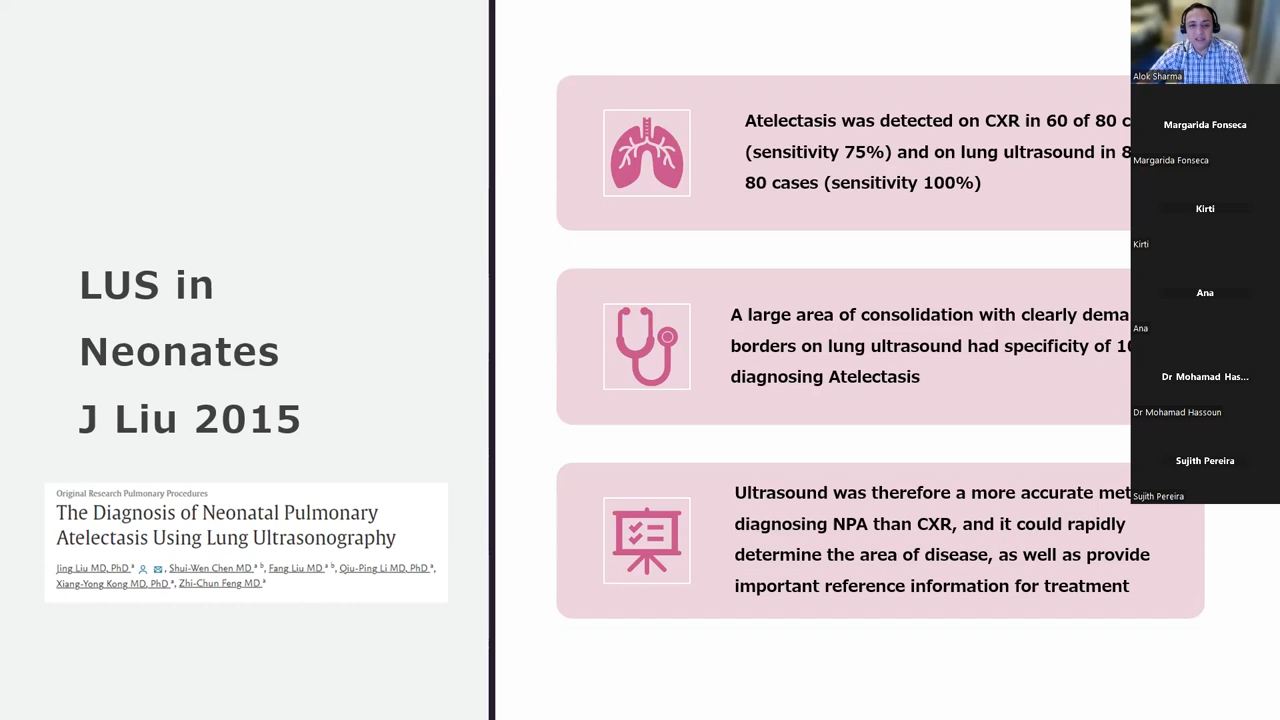 LUS in
Neonates
J Liu 2015
Original Research Pulmonary Procedures
The Diagnosis of Neonatal Pulmonary
Atelectasis Using Lung Ultrasonography
Jing Liu MD, PhD a, Shui-Wen Chen MD a b, Fang Liu MD a b, Qiu-Ping Li MD, PhD a,
Xiang-Yong Kong MD, PhD a, Zhi-Chun Feng MD a
Atelectasis was detected on CXR in 60 of 80
(sensitivity 75%) and on lung ultrasound in
80 cases (sensitivity 100%)
A large area of consolidation with clearly
borders on lung ultrasound had specificity of
diagnosing Atelectasis
Ultrasound was therefore a more accurate
diagnosing NPA than CXR, and it could rapidly
determine the area of disease, as well as provide
important reference information for treatment
Alok Sharma
Margarida Fonseca
Margarida Fonseca
Kirti
Kirti
Ana
Ana
Dr Mohamad Has...
Dr Mohamad Hassoun
Sujith Pereira
Sujith Pereira